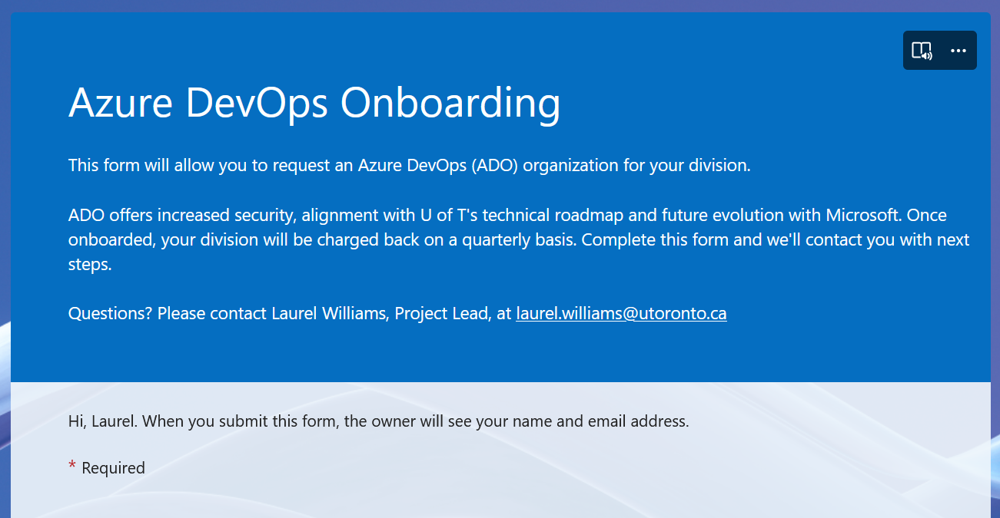 Azure DevOps Onboarding
This form will allow you to request an Azure DevOps (ADO) organization for your division.
ADO offers increased security, alignment with U of T's technical roadmap and future evolution with Microsoft. Once
onboarded, your division will be charged back on a quarterly basis. Complete this form and we'll contact you with next
steps.
Questions? Please contact Laurel Williams, Project Lead, at laurel.williams@utoronto.ca
Hi, Laurel. When you submit this form, the owner will see your name and email address.
* Required